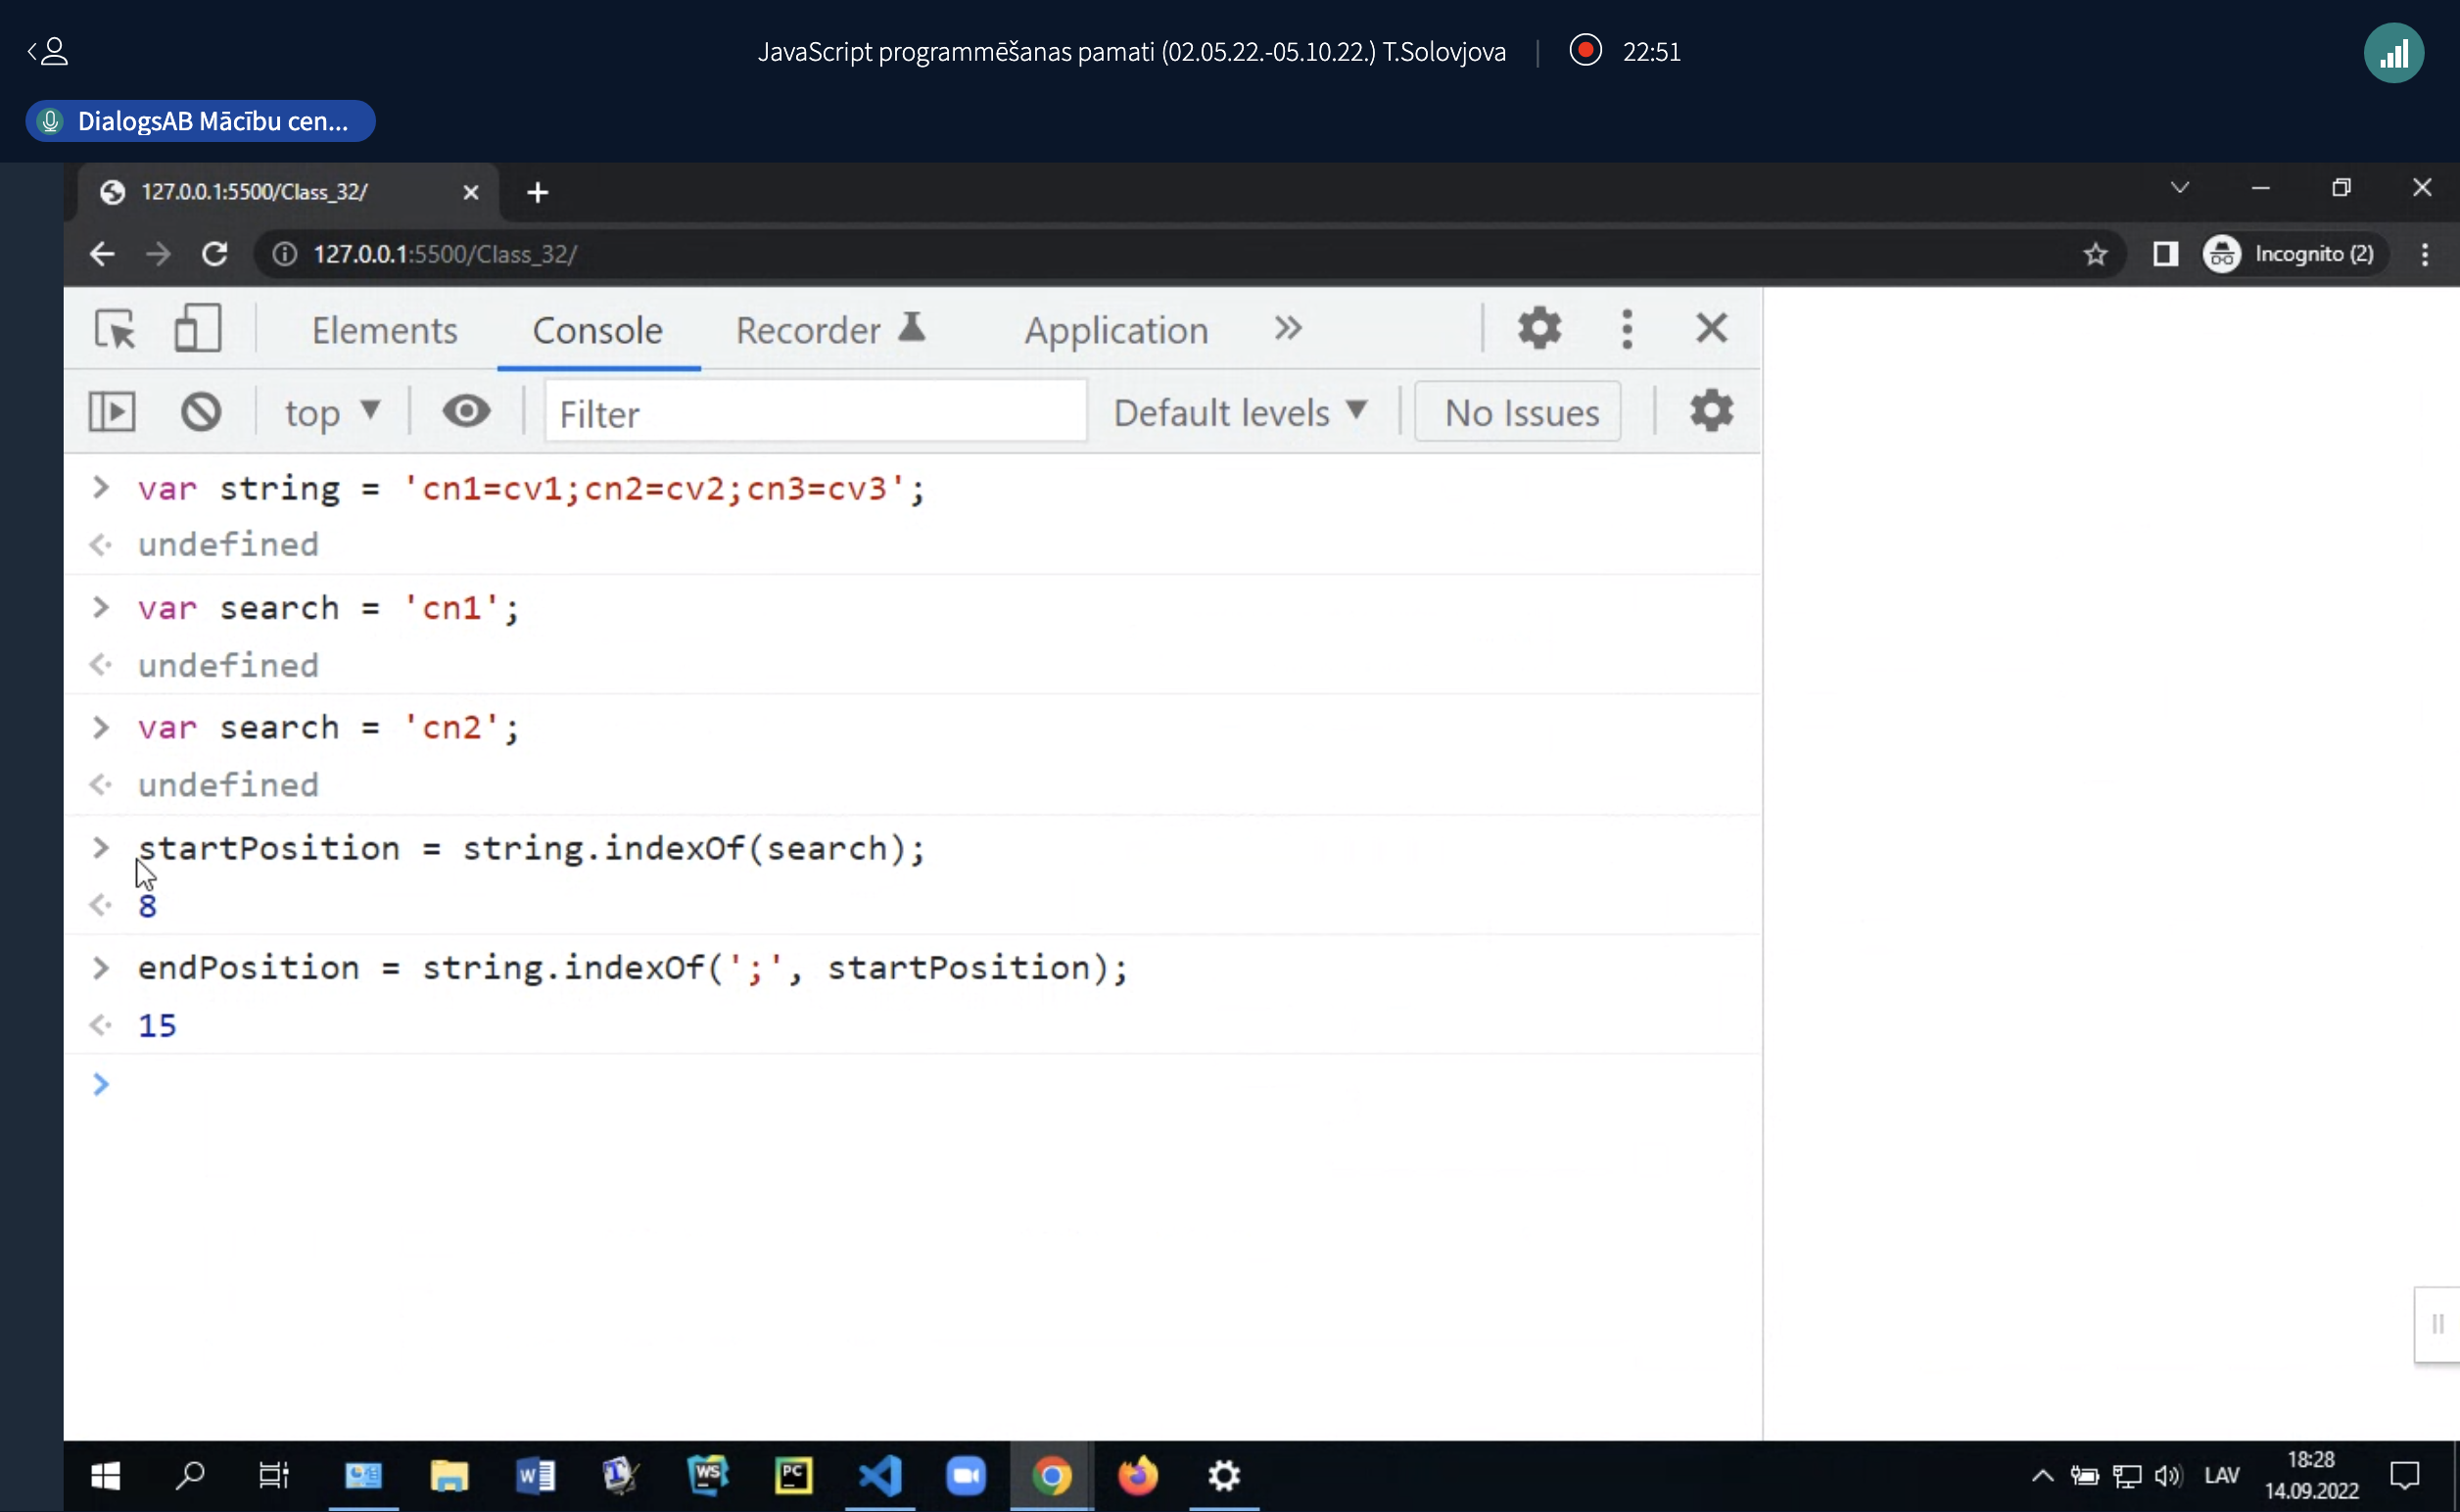 JavaScript programmēšanas pamati (02.05.22.-05.10.22.) T.Solovjova 22:51
DialogsAB Mācību cen...
127.0.0.1:5500/Class_32/
127.0.0.1:5500/Class_32/ Incognito (2)
Elements Console Recorder Application
top Filter Default levels No Issues
> var string = 'cn1=cv1;cn2=cv2;cn3=cv3';
undefined
> var search = 'cn1';
undefined
> var search = 'cn2';
undefined
> startPosition = string.indexOf(search);
8
> endPosition = string.indexOf(';', startPosition);
15
>
W WS PC LAV 18:28
14.09.2022